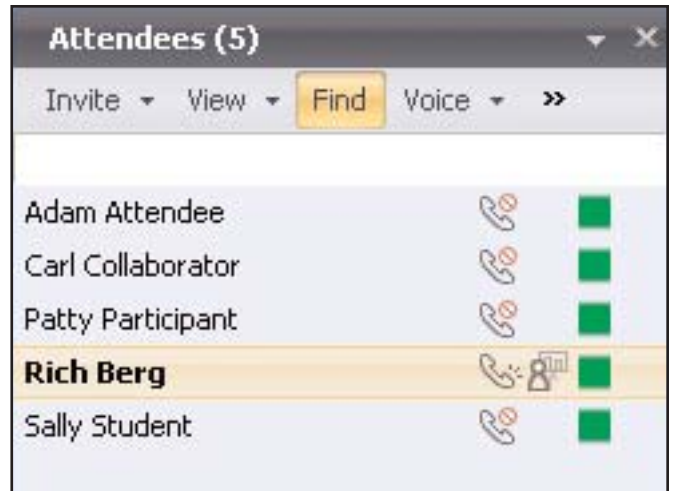 Attendees (5)
Invite View Find Voice »
Adam Attendee
Carl Collaborator
Patty Participant
Rich Berg
Sally Student